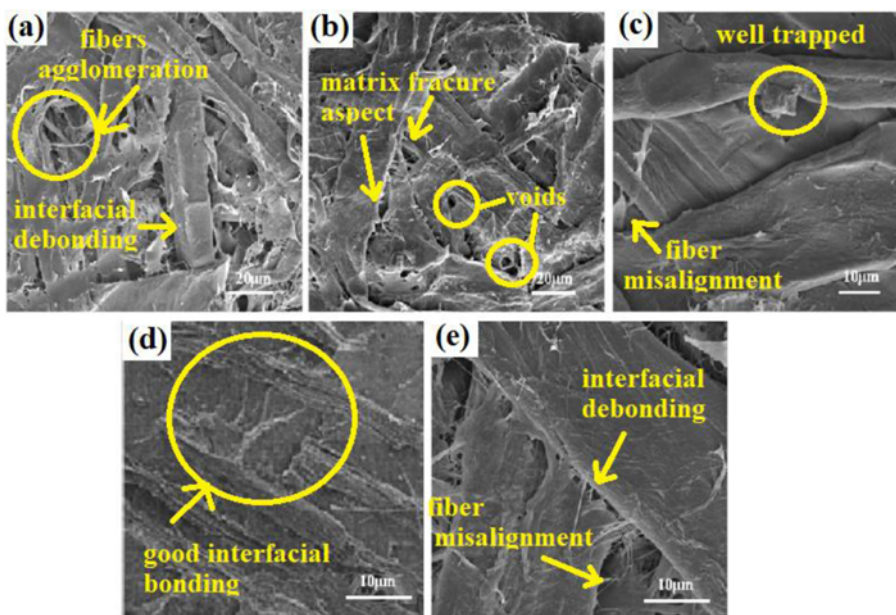 (a)
fibers
agglomeration
interfacial
debonding
20μm
(b)
matrix fracure
aspect
voids
20μm
(c)
well trapped
fiber
misalignment
10μm
(d)
good interfacial
bonding
10μm
(e)
interfacial
debonding
fiber
misalignment
10μm